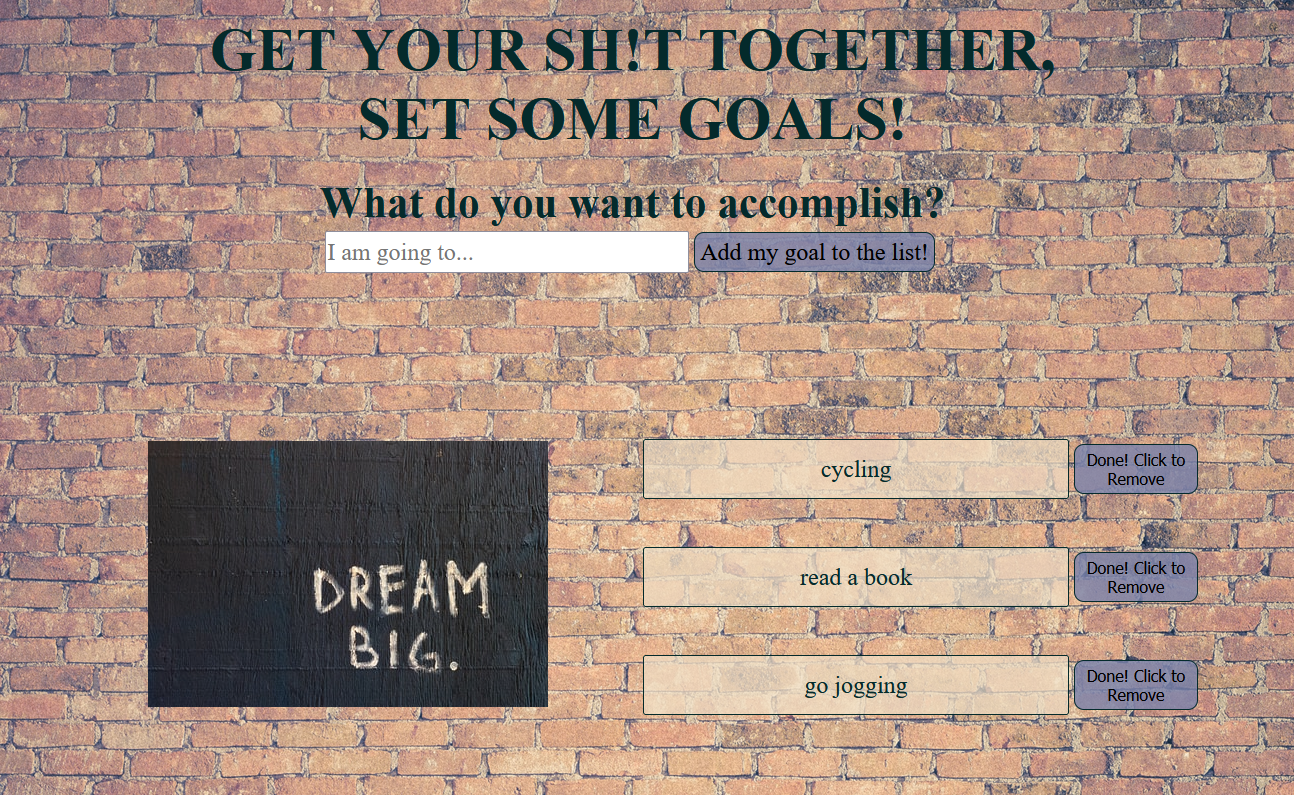 GET YOUR SH!T TOGETHER,
SET SOME GOALS!
What do you want to accomplish?
I am going to...
Add my goal to the list!
DREAM
BIG.
cycling
Done! Click to
Remove
read a book
Done! Click to
Remove
go jogging
Done! Click to
Remove